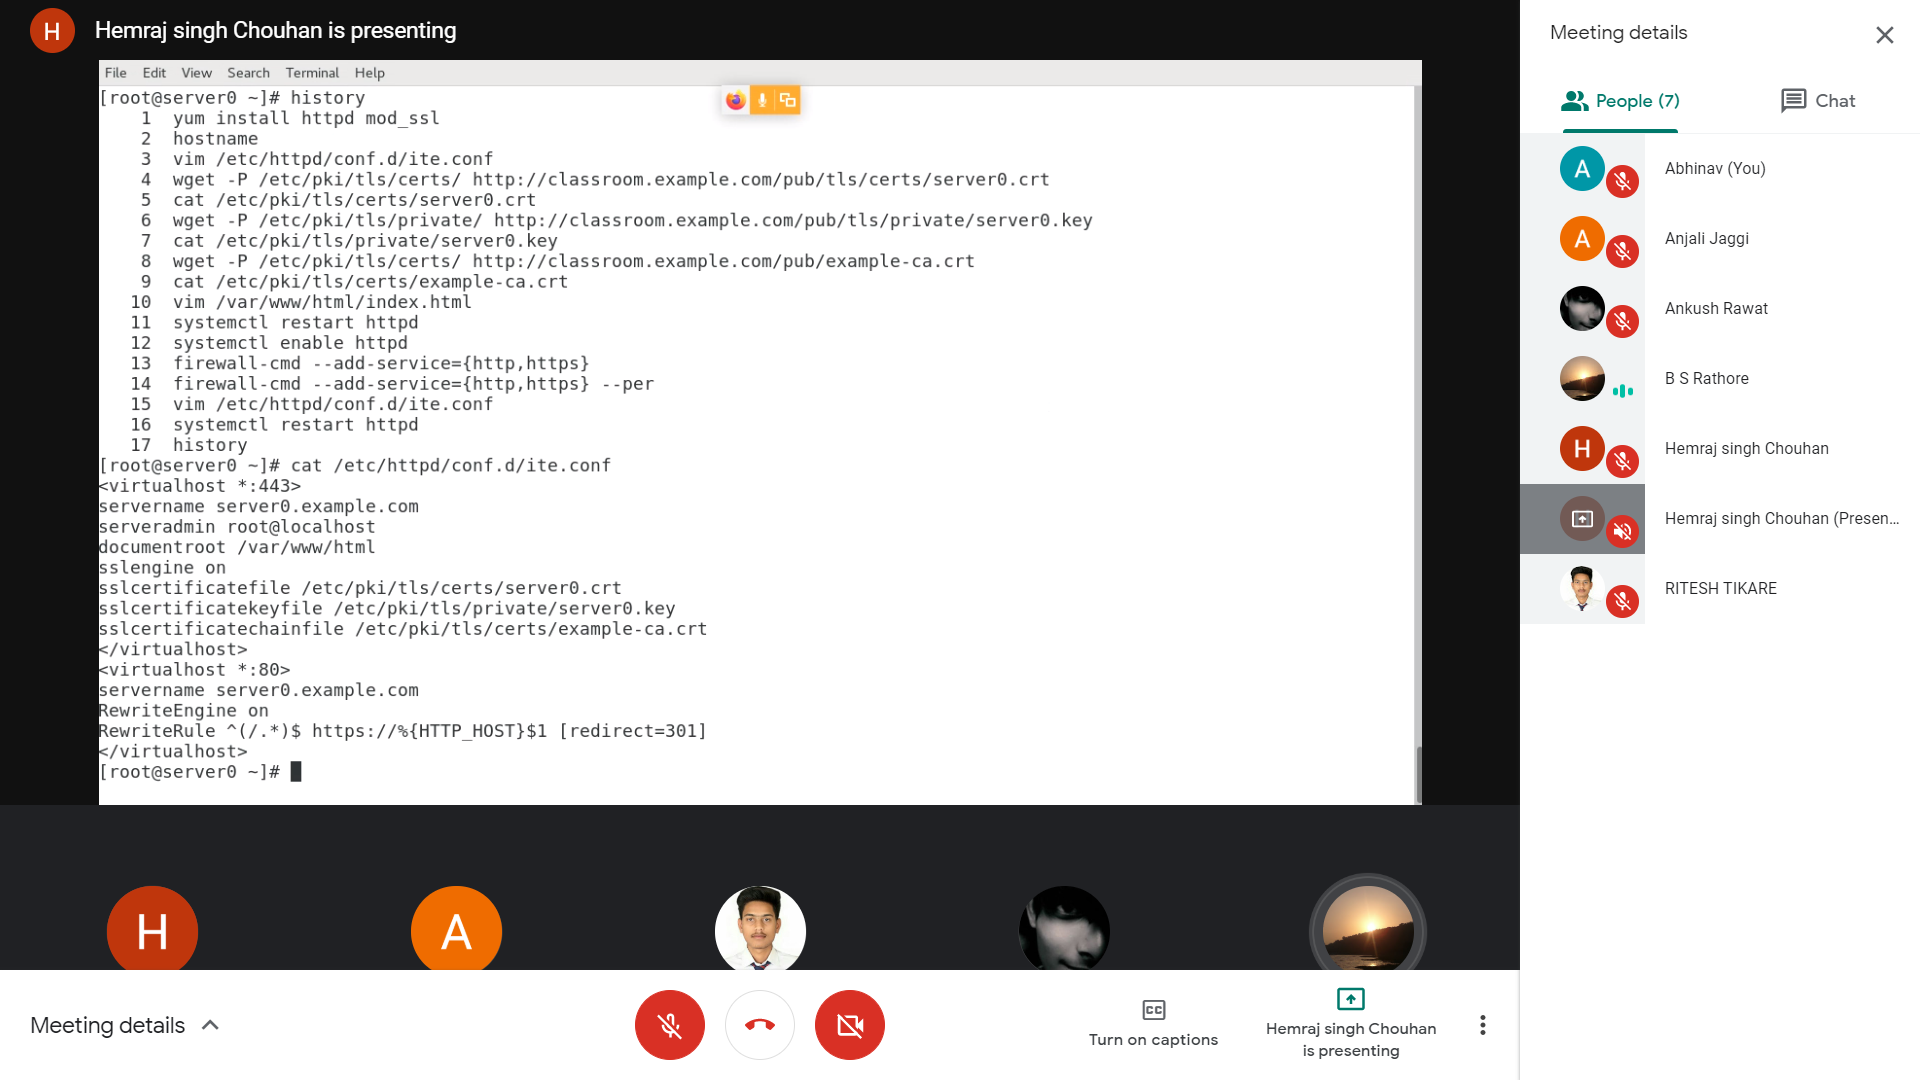 H
Hemraj singh Chouhan is presenting
File Edit View Search Terminal Help
[root@server0 ~]# history
1 yum install httpd mod_ssl
2 hostname
3 vim /etc/httpd/conf.d/ite.conf
4 wget -P /etc/pki/tls/certs/ http://classroom.example.com/pub/tls/certs/server0.crt
5 cat /etc/pki/tls/certs/server0.crt
6 wget -P /etc/pki/tls/private/ http://classroom.example.com/pub/tls/private/server0.key
7 cat /etc/pki/tls/private/server0.key
8 wget -P /etc/pki/tls/certs/ http://classroom.example.com/pub/example-ca.crt
9 cat /etc/pki/tls/certs/example-ca.crt
10 vim /var/www/html/index.html
11 systemctl restart httpd
12 systemctl enable httpd
13 firewall-cmd --add-service={http,https}
14 firewall-cmd --add-service={http,https} --per
15 vim /etc/httpd/conf.d/ite.conf
16 systemctl restart httpd
17 history
[root@server0 ~]# cat /etc/httpd/conf.d/ite.conf
<virtualhost *:443>
servername server0.example.com
serveradmin root@localhost
documentroot /var/www/html
sslengine on
sslcertificatefile /etc/pki/tls/certs/server0.crt
sslcertificatekeyfile /etc/pki/tls/private/server0.key
sslcertificatechainfile /etc/pki/tls/certs/example-ca.crt
</virtualhost>
<virtualhost *:80>
servername server0.example.com
RewriteEngine on
RewriteRule ^(/.*)$ https://%{HTTP_HOST}$1 [redirect=301]
</virtualhost>
[root@server0 ~]#
H
A
Meeting details
CC
Turn on captions
Hemraj singh Chouhan
is presenting
Meeting details
People (7)
Chat
A
Abhinav (You)
A
Anjali Jaggi
Ankush Rawat
B S Rathore
H
Hemraj singh Chouhan
Hemraj singh Chouhan (Presen...
RITESH TIKARE